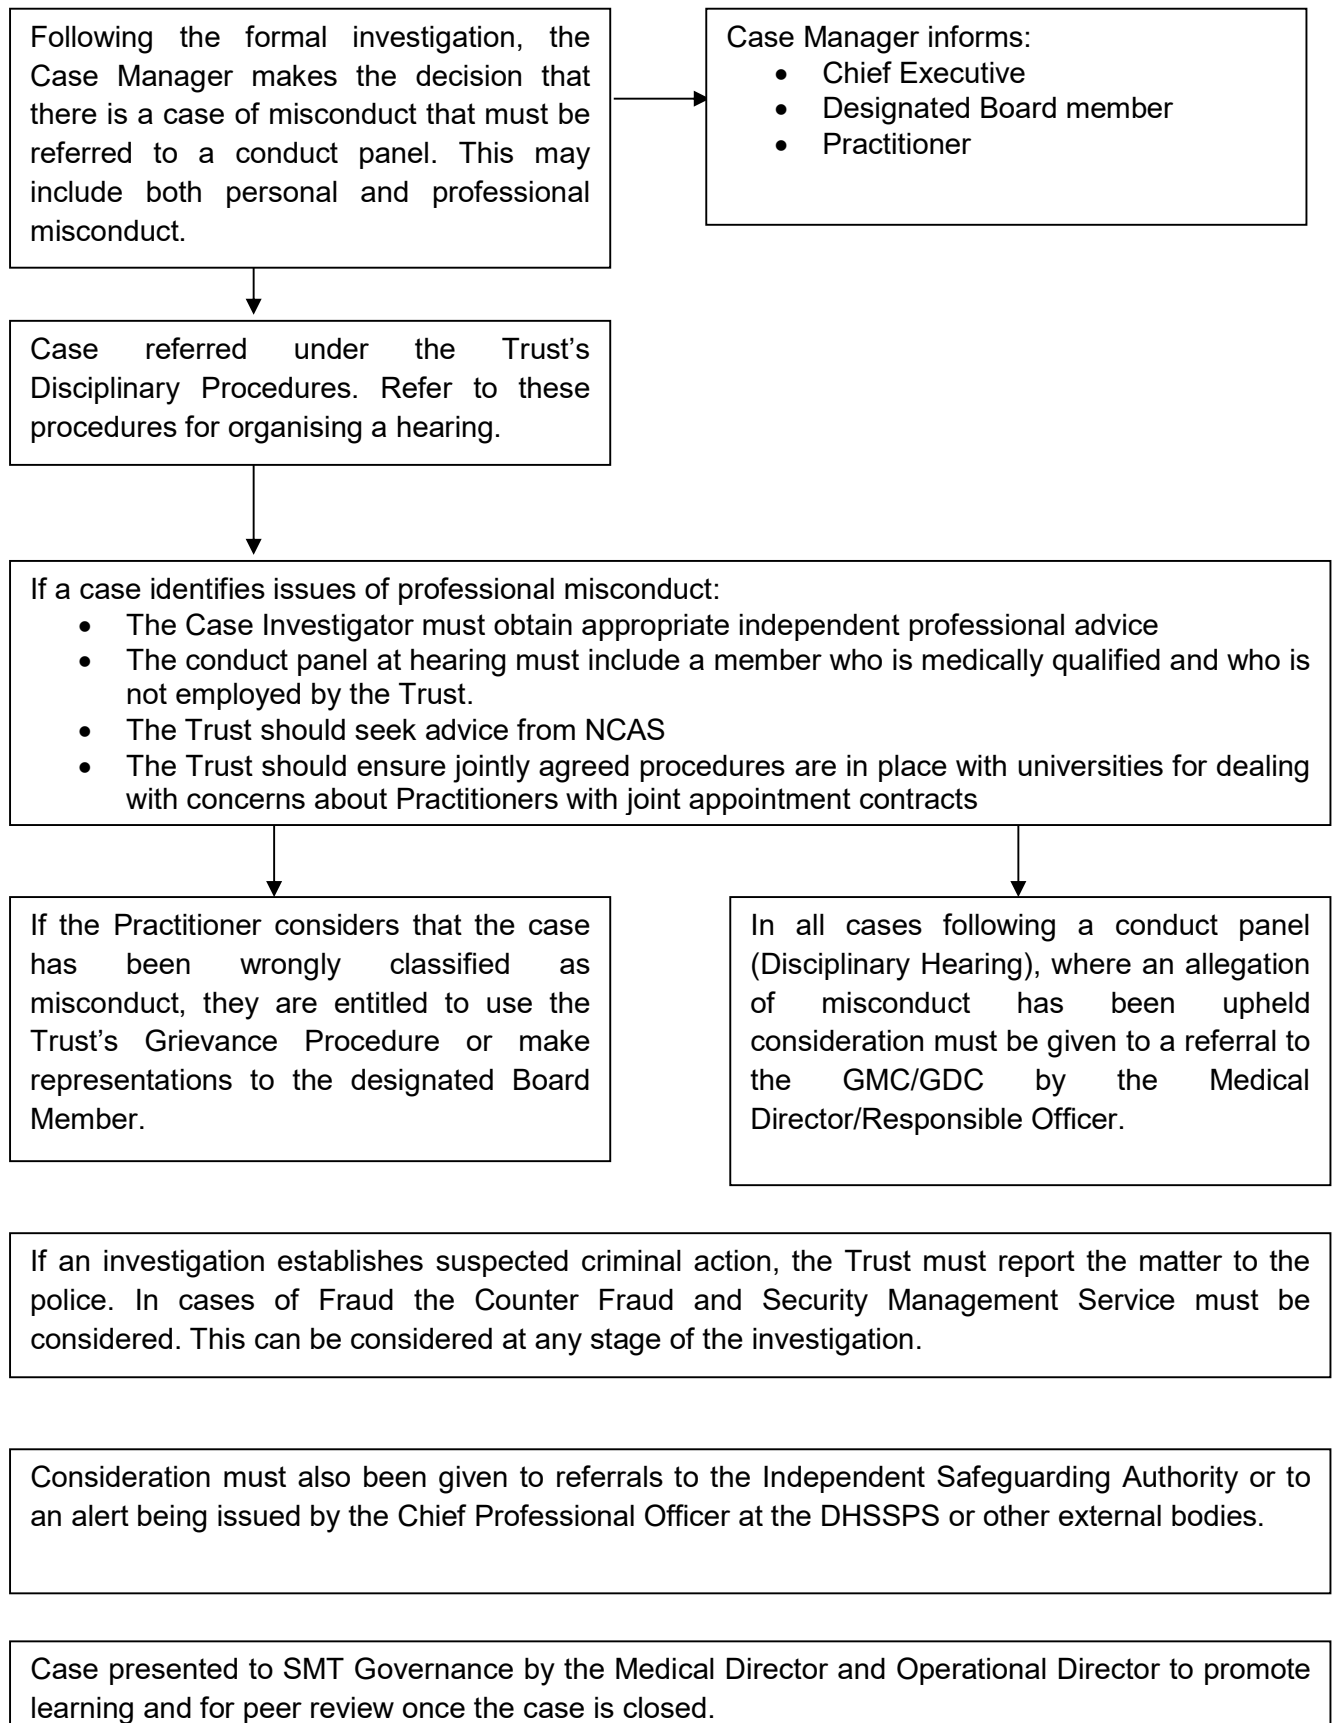 Following the formal investigation, the
Case Manager makes the decision that
there is a case of misconduct that must be
referred to a conduct panel. This may
include both personal and professional
misconduct.
Case Manager informs:
• Chief Executive
• Designated Board member
• Practitioner
Case referred under the Trust’s
Disciplinary Procedures. Refer to these
procedures for organising a hearing.
If a case identifies issues of professional misconduct:
• The Case Investigator must obtain appropriate independent professional advice
• The conduct panel at hearing must include a member who is medically qualified and who is
not employed by the Trust.
• The Trust should seek advice from NCAS
• The Trust should ensure jointly agreed procedures are in place with universities for dealing
with concerns about Practitioners with joint appointment contracts
If the Practitioner considers that the case
has been wrongly classified as
misconduct, they are entitled to use the
Trust’s Grievance Procedure or make
representations to the designated Board
Member.
In all cases following a conduct panel
(Disciplinary Hearing), where an allegation
of misconduct has been upheld
consideration must be given to a referral to
the GMC/GDC by the Medical
Director/Responsible Officer.
If an investigation establishes suspected criminal action, the Trust must report the matter to the
police. In cases of Fraud the Counter Fraud and Security Management Service must be
considered. This can be considered at any stage of the investigation.
Consideration must also been given to referrals to the Independent Safeguarding Authority or to
an alert being issued by the Chief Professional Officer at the DHSSPS or other external bodies.
Case presented to SMT Governance by the Medical Director and Operational Director to promote
learning and for peer review once the case is closed.